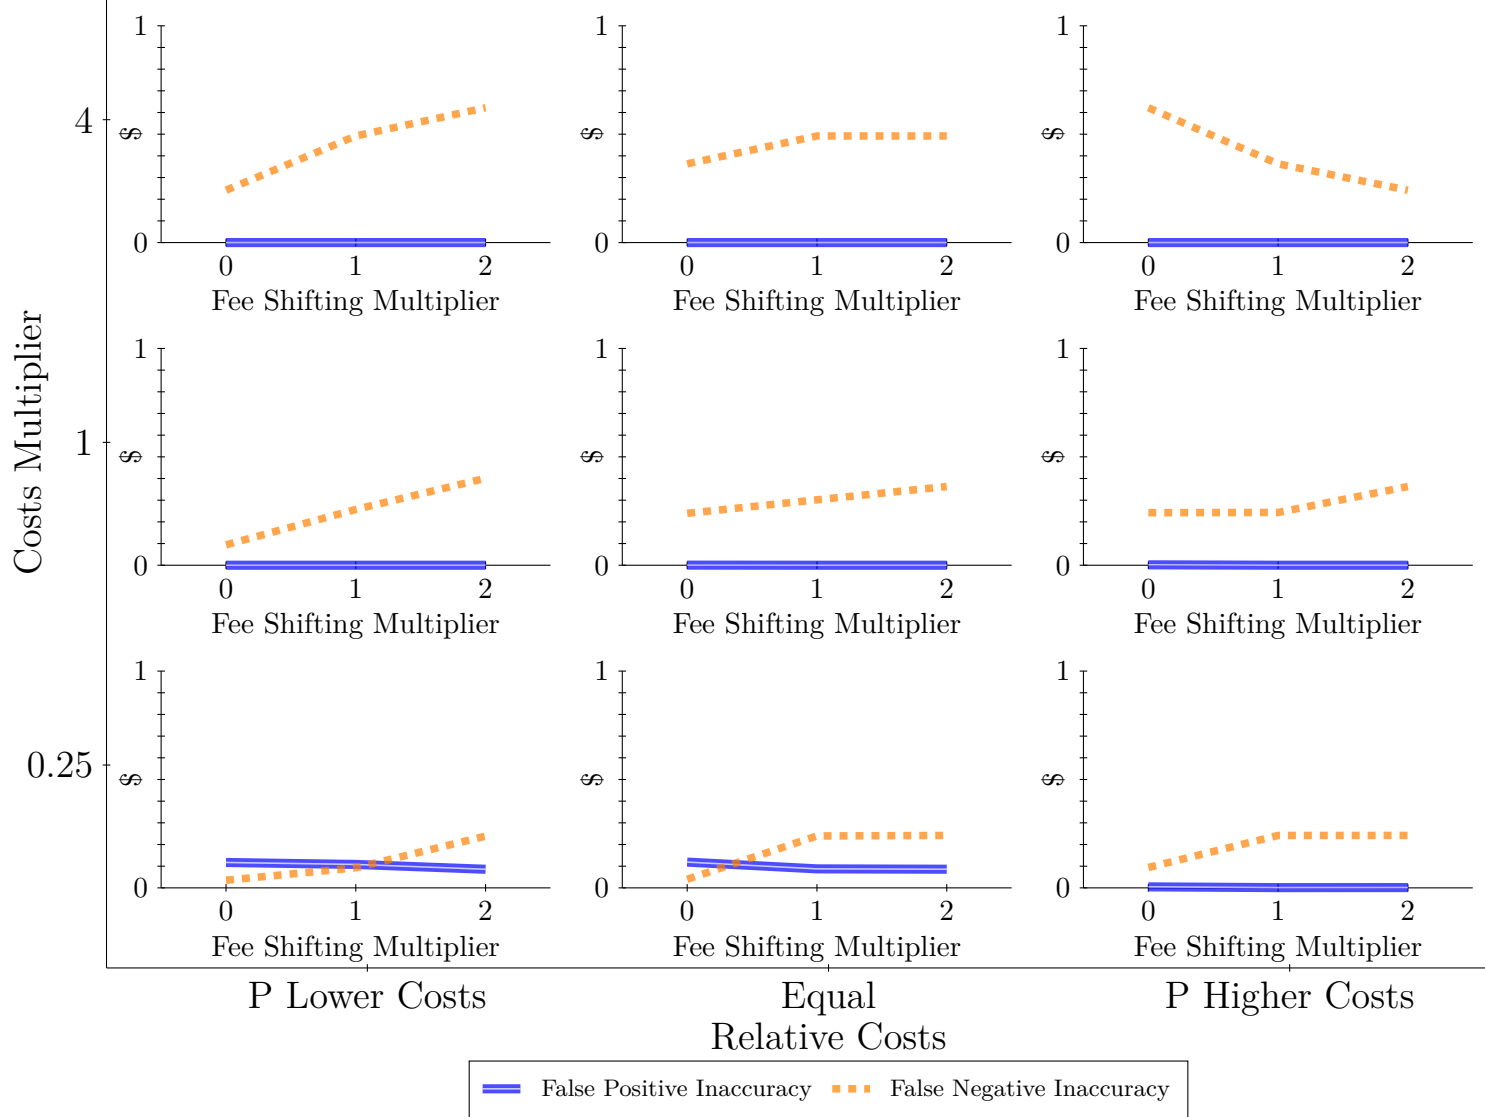 Costs Multiplier
4
1
$
0
0 1 2
Fee Shifting Multiplier
1
$
0
0 1 2
Fee Shifting Multiplier
1
$
0
0 1 2
Fee Shifting Multiplier
1
1
$
0
0 1 2
Fee Shifting Multiplier
1
$
0
0 1 2
Fee Shifting Multiplier
1
$
0
0 1 2
Fee Shifting Multiplier
0.25
1
$
0
0 1 2
Fee Shifting Multiplier
1
$
0
0 1 2
Fee Shifting Multiplier
1
$
0
0 1 2
Fee Shifting Multiplier
P Lower Costs
Equal
P Higher Costs
Relative Costs
False Positive Inaccuracy
False Negative Inaccuracy